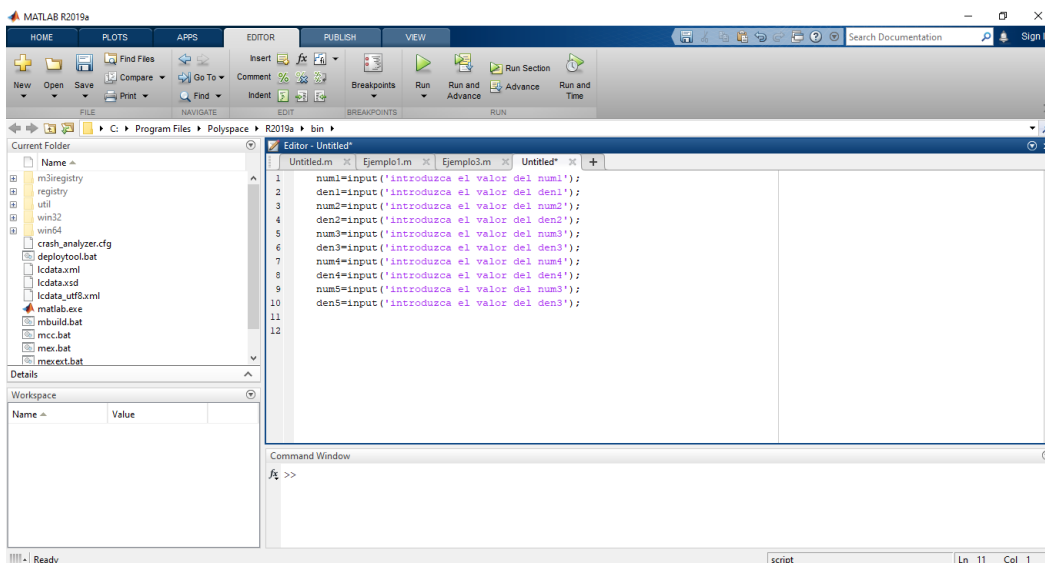 MATLAB R2019a
HOME PLOTS APPS EDITOR PUBLISH VIEW Search Documentation Sign
New Open Save Find Files Compare Print Go To Find Insert fx Comment Indent Breakpoints Run Run and Advance Run Section Advance Run and Time
FILE NAVIGATE EDIT BREAKPOINTS RUN
C: Program Files Polyspace R2019a bin
Current Folder
Name
m3iregistry
registry
util
win32
win64
crash_analyzer.cfg
deploytool.bat
lcdata.xml
lcdata.xsd
lcdata_utf8.xml
matlab.exe
mbuild.bat
mcc.bat
mex.bat
mexext.bat
Details
Workspace
Name Value
Editor - Untitled*
Untitled.m Ejemplo1.m Ejemplo3.m Untitled* +
1 num1=input('introduzca el valor del num1');
2 den1=input('introduzca el valor del den1');
3 num2=input('introduzca el valor del num2');
4 den2=input('introduzca el valor del den2');
5 num3=input('introduzca el valor del num3');
6 den3=input('introduzca el valor del den3');
7 num4=input('introduzca el valor del num4');
8 den4=input('introduzca el valor del den4');
9 num5=input('introduzca el valor del num3');
10 den5=input('introduzca el valor del den3');
11
12
Command Window
fx >>
Ready script Ln 11 Col 1